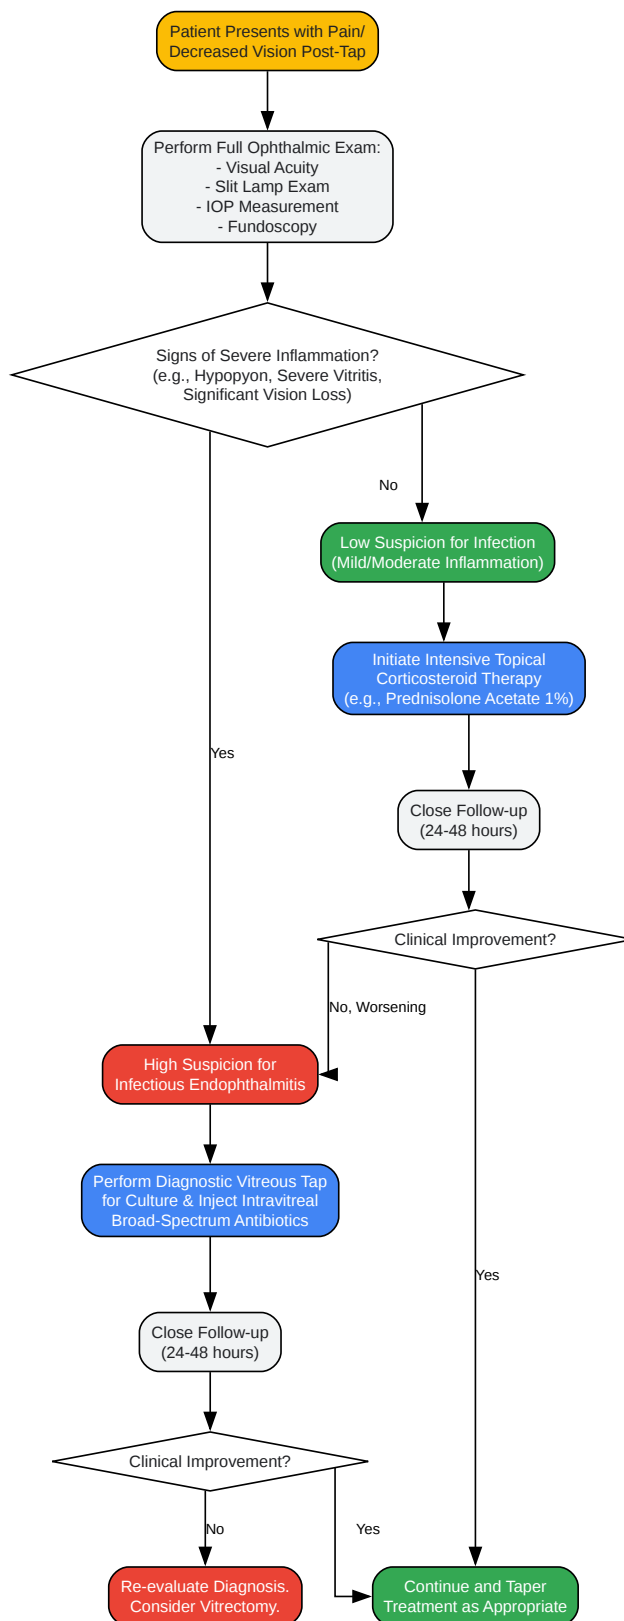 Patient Presents with Pain/
Decreased Vision Post-Tap
Perform Full Ophthalmic Exam:
- Visual Acuity
- Slit Lamp Exam
- IOP Measurement
- Fundoscopy
Signs of Severe Inflammation?
(e.g., Hypopyon, Severe Vitritis,
Significant Vision Loss)
No
Low Suspicion for Infection
(Mild/Moderate Inflammation)
Initiate Intensive Topical
Corticosteroid Therapy
(e.g., Prednisolone Acetate 1%)
Yes
Close Follow-up
(24-48 hours)
Clinical Improvement?
No, Worsening
High Suspicion for
Infectious Endophthalmitis
Perform Diagnostic Vitreous Tap
for Culture & Inject Intravitreal
Broad-Spectrum Antibiotics
Yes
Close Follow-up
(24-48 hours)
Clinical Improvement?
No
Yes
Re-evaluate Diagnosis.
Consider Vitrectomy.
Continue and Taper
Treatment as Appropriate